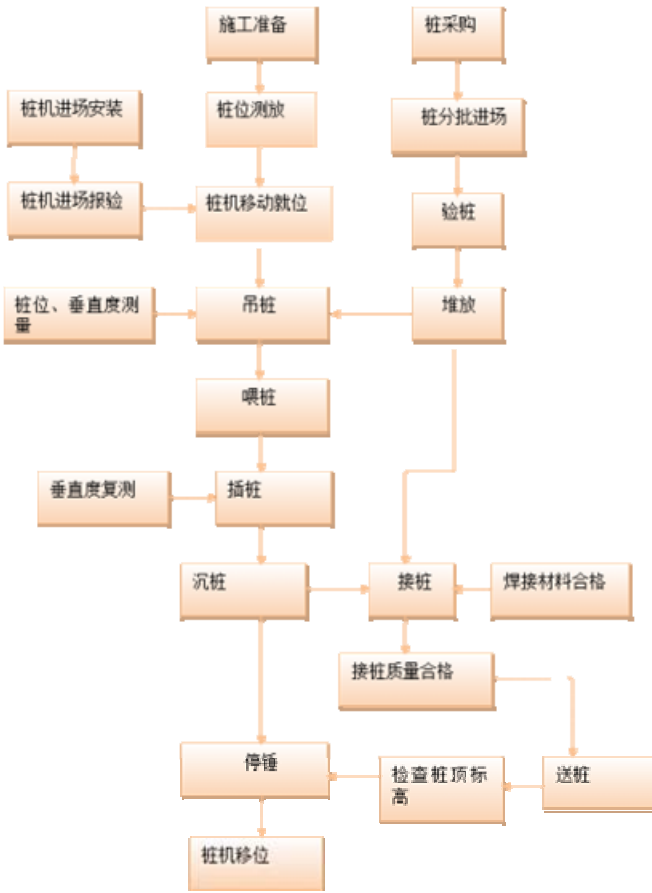 施工准备
桩采购
桩机进场安装
桩位测放
桩分批进场
桩机进场报验
桩机移动就位
验桩
桩位、垂直度测
量
吊桩
堆放
喂桩
垂直度复测
插桩
沉桩
接桩
焊接材料合格
接桩质量合格
停锤
检查桩顶标
高
送桩
桩机移位